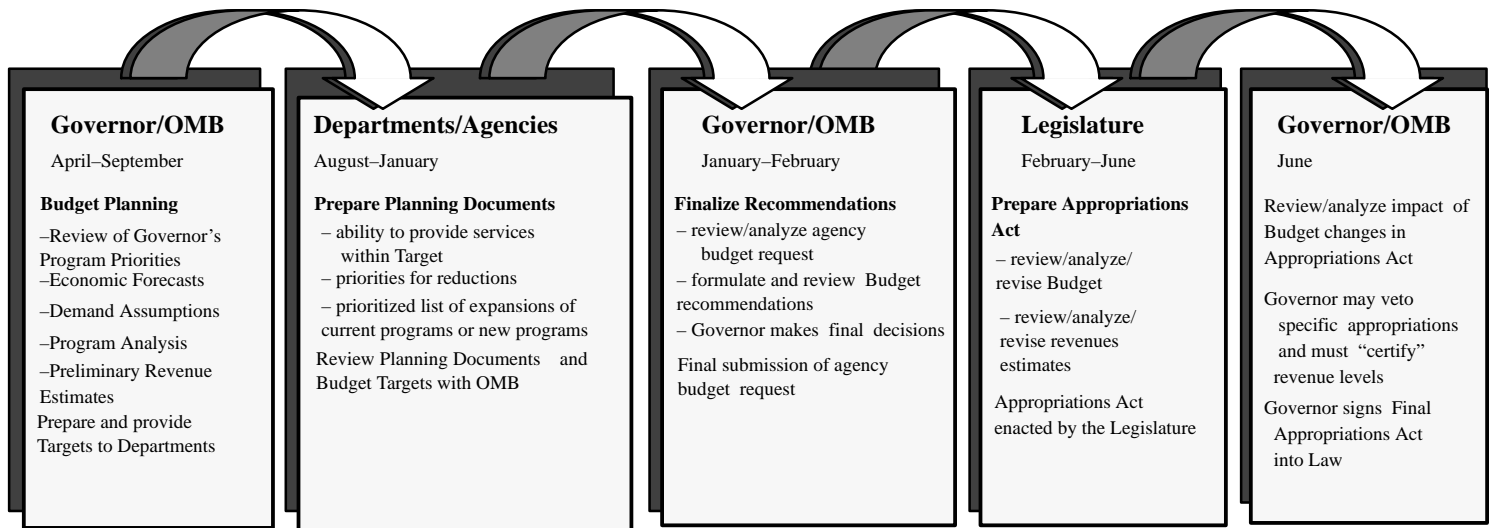 Governor/OMB
April–September
Budget Planning
–Review of Governor’s
Program Priorities
–Economic Forecasts
–Demand Assumptions
–Program Analysis
–Preliminary Revenue
Estimates
Prepare and provide
Targets to Departments
Departments/Agencies
August–January
Prepare Planning Documents
– ability to provide services
within Target
– priorities for reductions
– prioritized list of expansions of
current programs or new programs
Review Planning Documents and
Budget Targets with OMB
Governor/OMB
January–February
Finalize Recommendations
– review/analyze agency
budget request
– formulate and review Budget
recommendations
– Governor makes final decisions
Final submission of agency
budget request
Legislature
February–June
Prepare Appropriations
Act
– review/analyze/
revise Budget
– review/analyze/
revise revenues
estimates
Appropriations Act
enacted by the Legislature
Governor/OMB
June
Review/analyze impact of
Budget changes in
Appropriations Act
Governor may veto
specific appropriations
and must “certify”
revenue levels
Governor signs Final
Appropriations Act
into Law